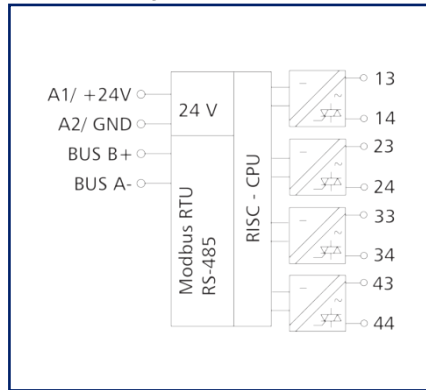 A1/ +24V
A2/ GND
BUS B+
BUS A-
24 V
Modbus RTU
RS-485
RISC - CPU
13
14
23
24
33
34
43
44